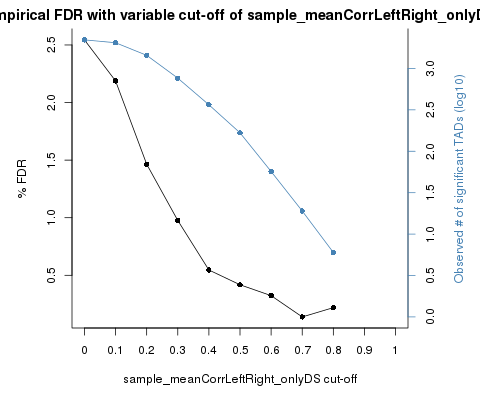 mpirical FDR with variable cut-off of sample_meanCorrLeftRight_onlyD
% FDR
2.5
2.0
1.5
1.0
0.5
3.0
2.5
2.0
1.5
1.0
0.5
0.0
Observed # of significant TADs (log10)
0 0.1 0.2 0.3 0.4 0.5 0.6 0.7 0.8 0.9 1
sample_meanCorrLeftRight_onlyDS cut-off